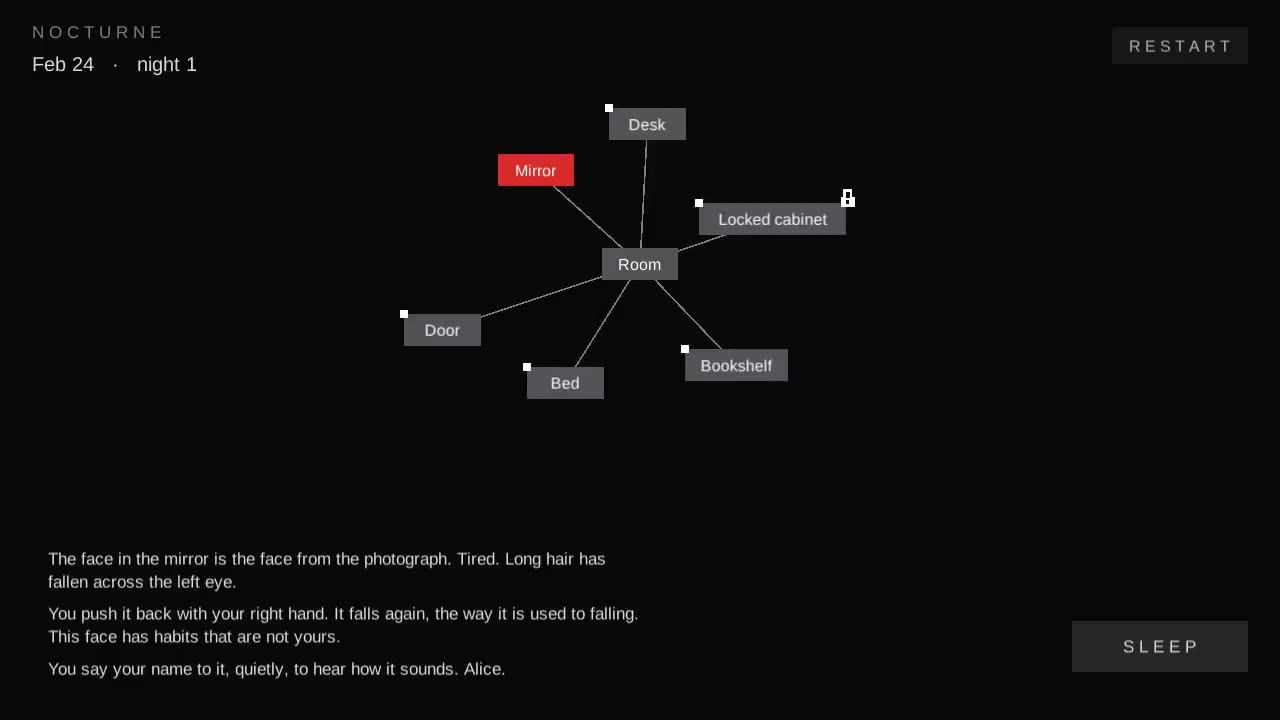 NOCTURNE
Feb 24 · night 1
RESTART
Desk
Mirror
Locked cabinet
Room
Door
Bookshelf
Bed
The face in the mirror is the face from the photograph. Tired. Long hair has
fallen across the left eye.
You push it back with your right hand. It falls again, the way it is used to falling.
This face has habits that are not yours.
You say your name to it, quietly, to hear how it sounds. Alice.
SLEEP